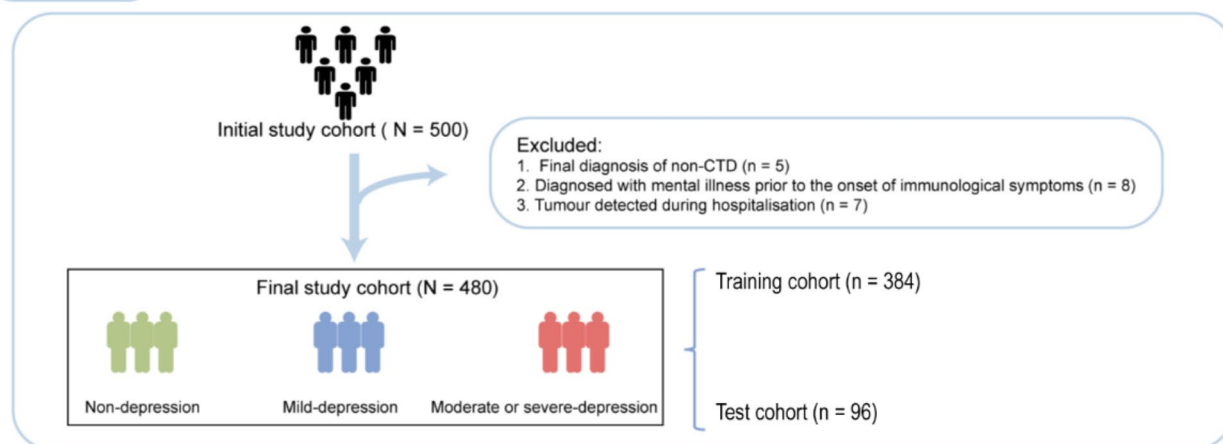 Initial study cohort ( N = 500)
Excluded:
1. Final diagnosis of non-CTD (n = 5)
2. Diagnosed with mental illness prior to the onset of immunological symptoms (n = 8)
3. Tumour detected during hospitalisation (n = 7)
Final study cohort (N = 480)
Non-depression
Mild-depression
Moderate or severe-depression
Training cohort (n = 384)
Test cohort (n = 96)